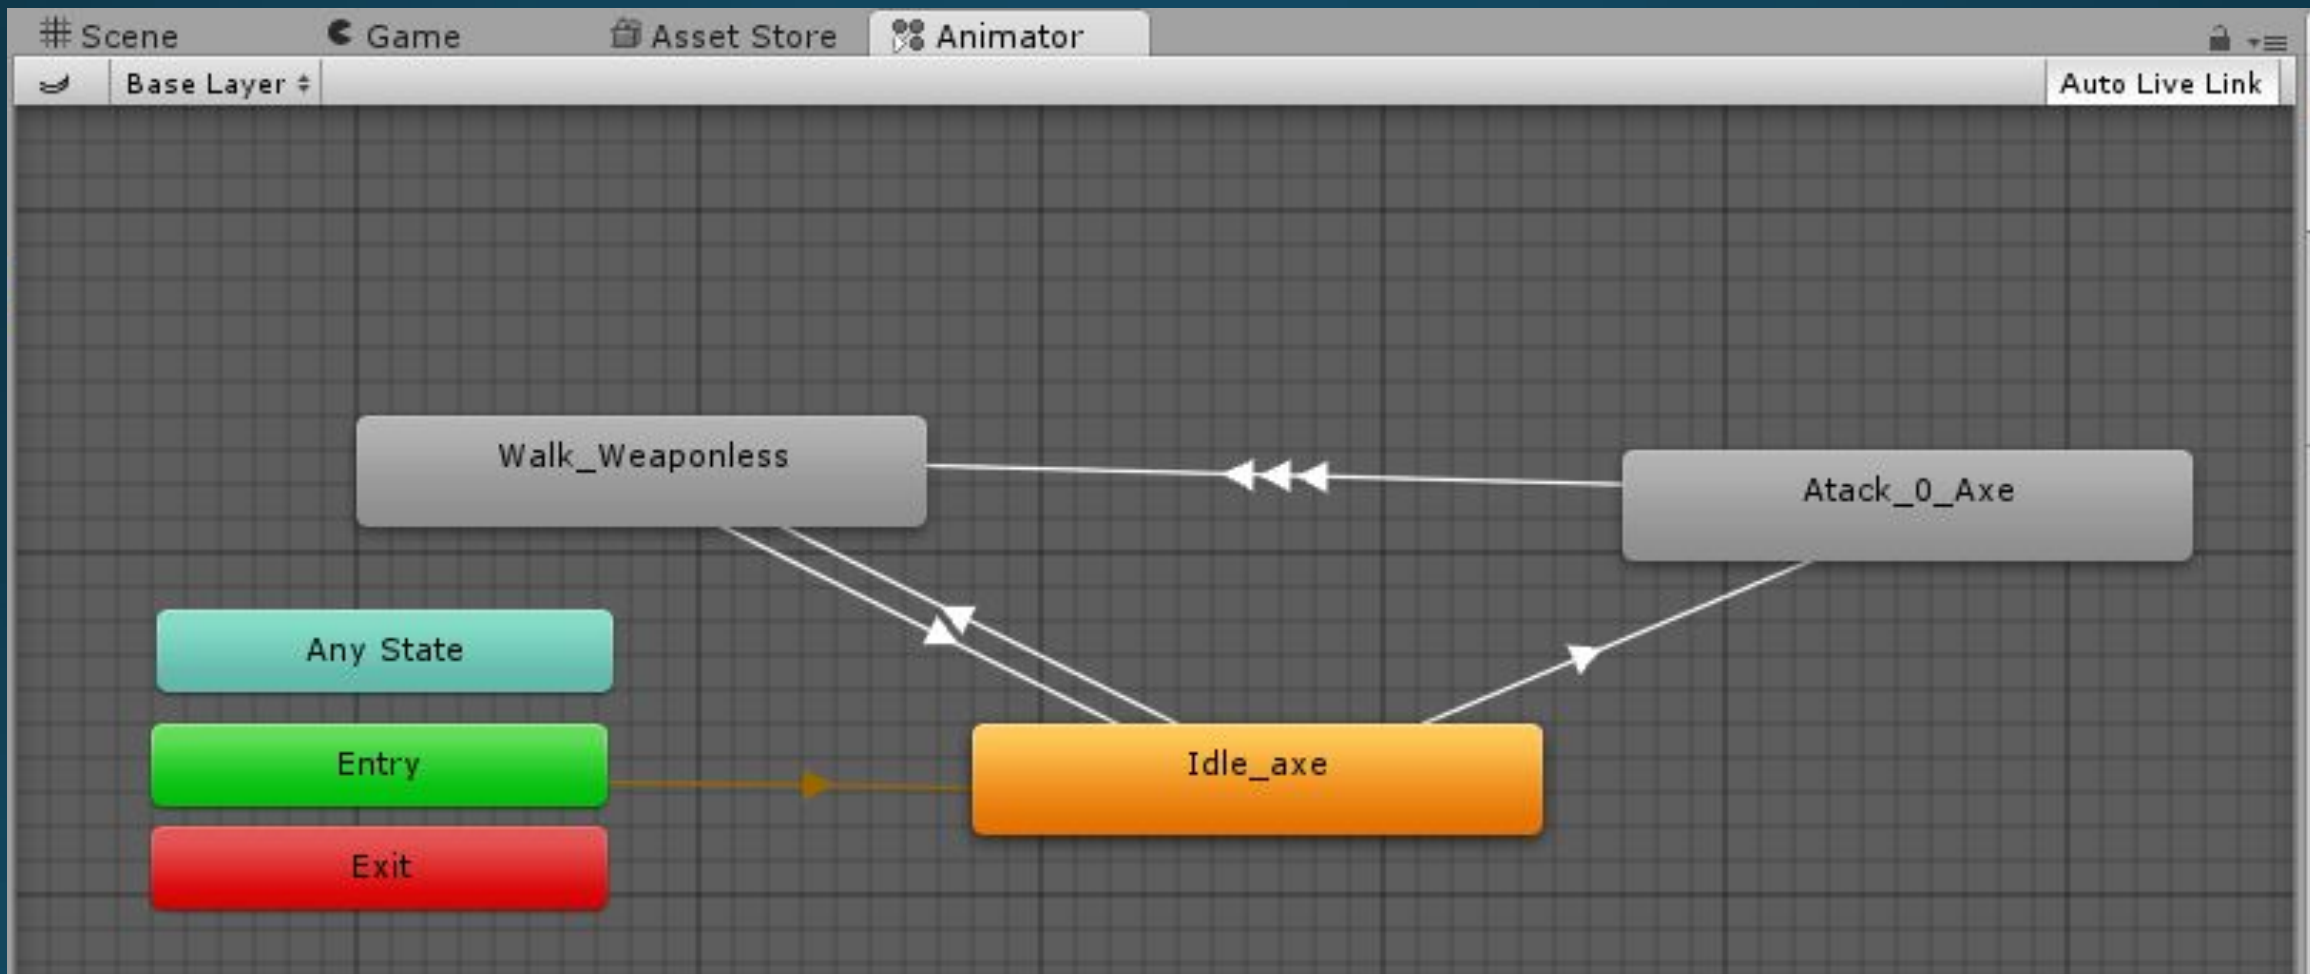 Scene
Game
Asset Store
Animator
Base Layer
Auto Live Link
Walk_Weaponless
Atack_0_Axe
Any State
Entry
Idle_axe
Exit